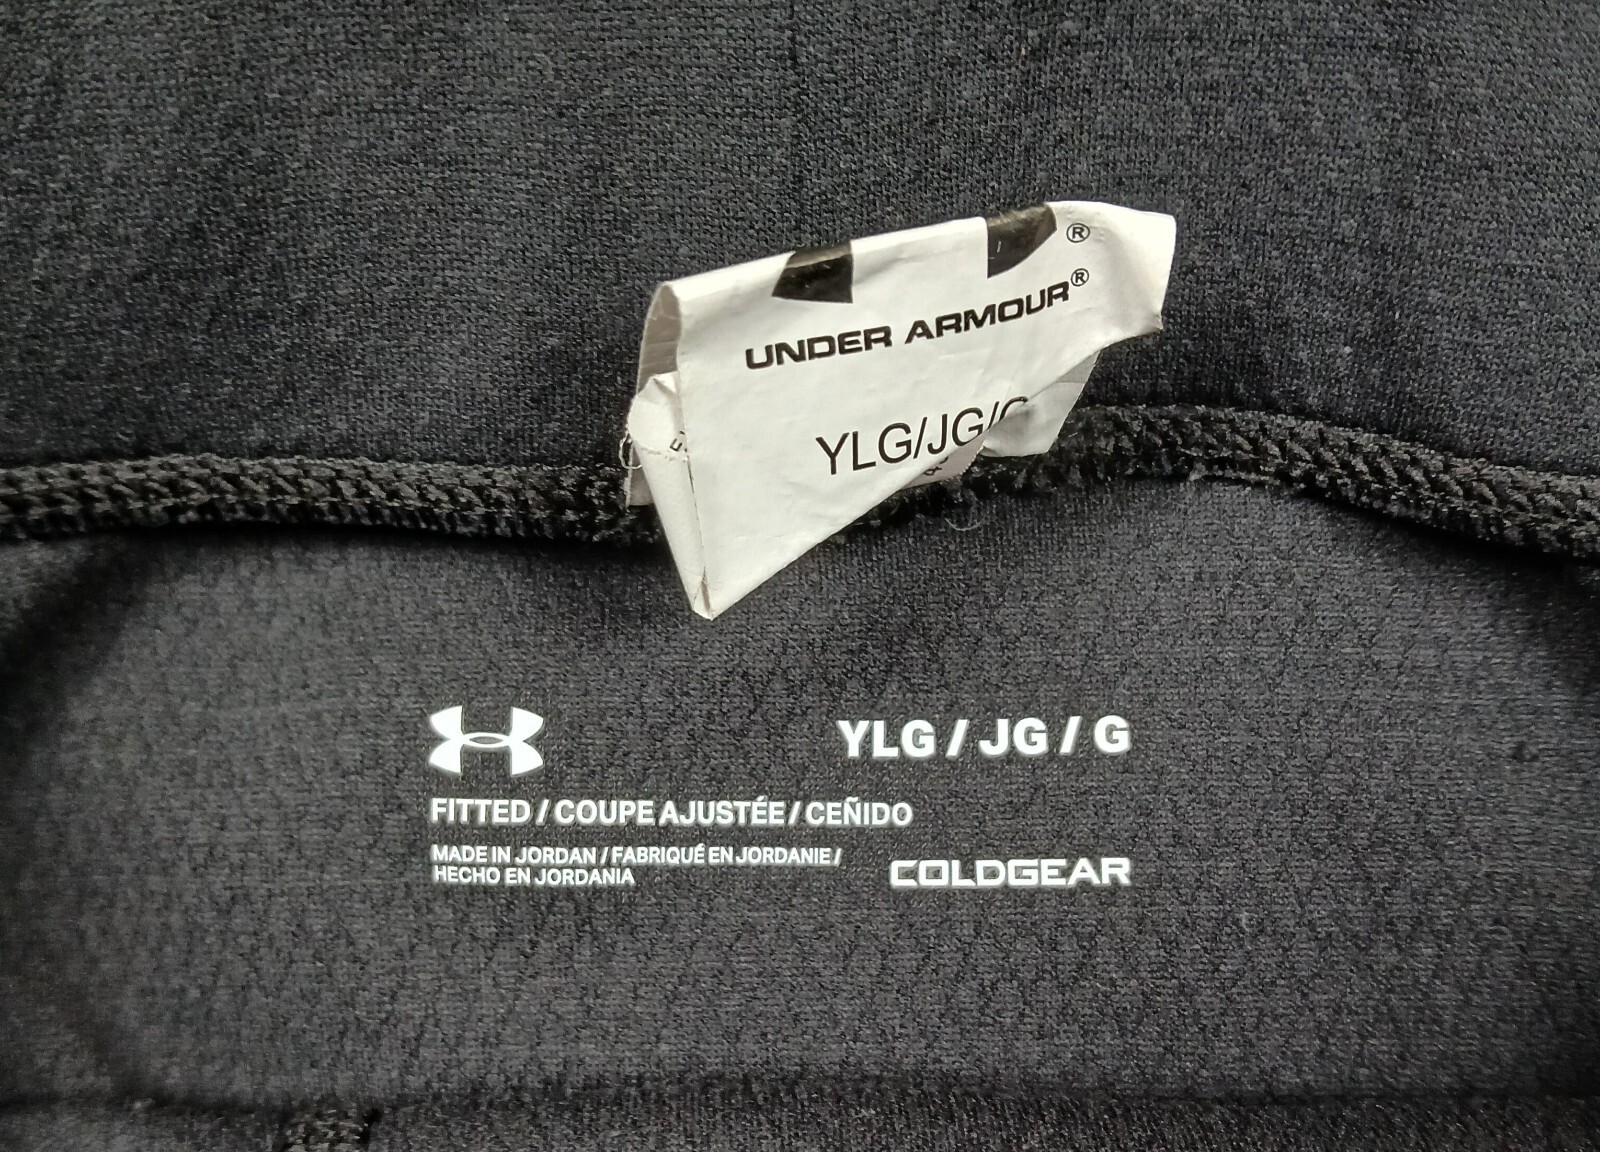 ®
UNDER ARMOUR®
YLG/JG/G
YLG / JG / G
FITTED / COUPE AJUSTÉE / CEÑIDO
MADE IN JORDAN / FABRIQUÉ EN JORDANIE /
HECHO EN JORDANIA
COLDGEAR